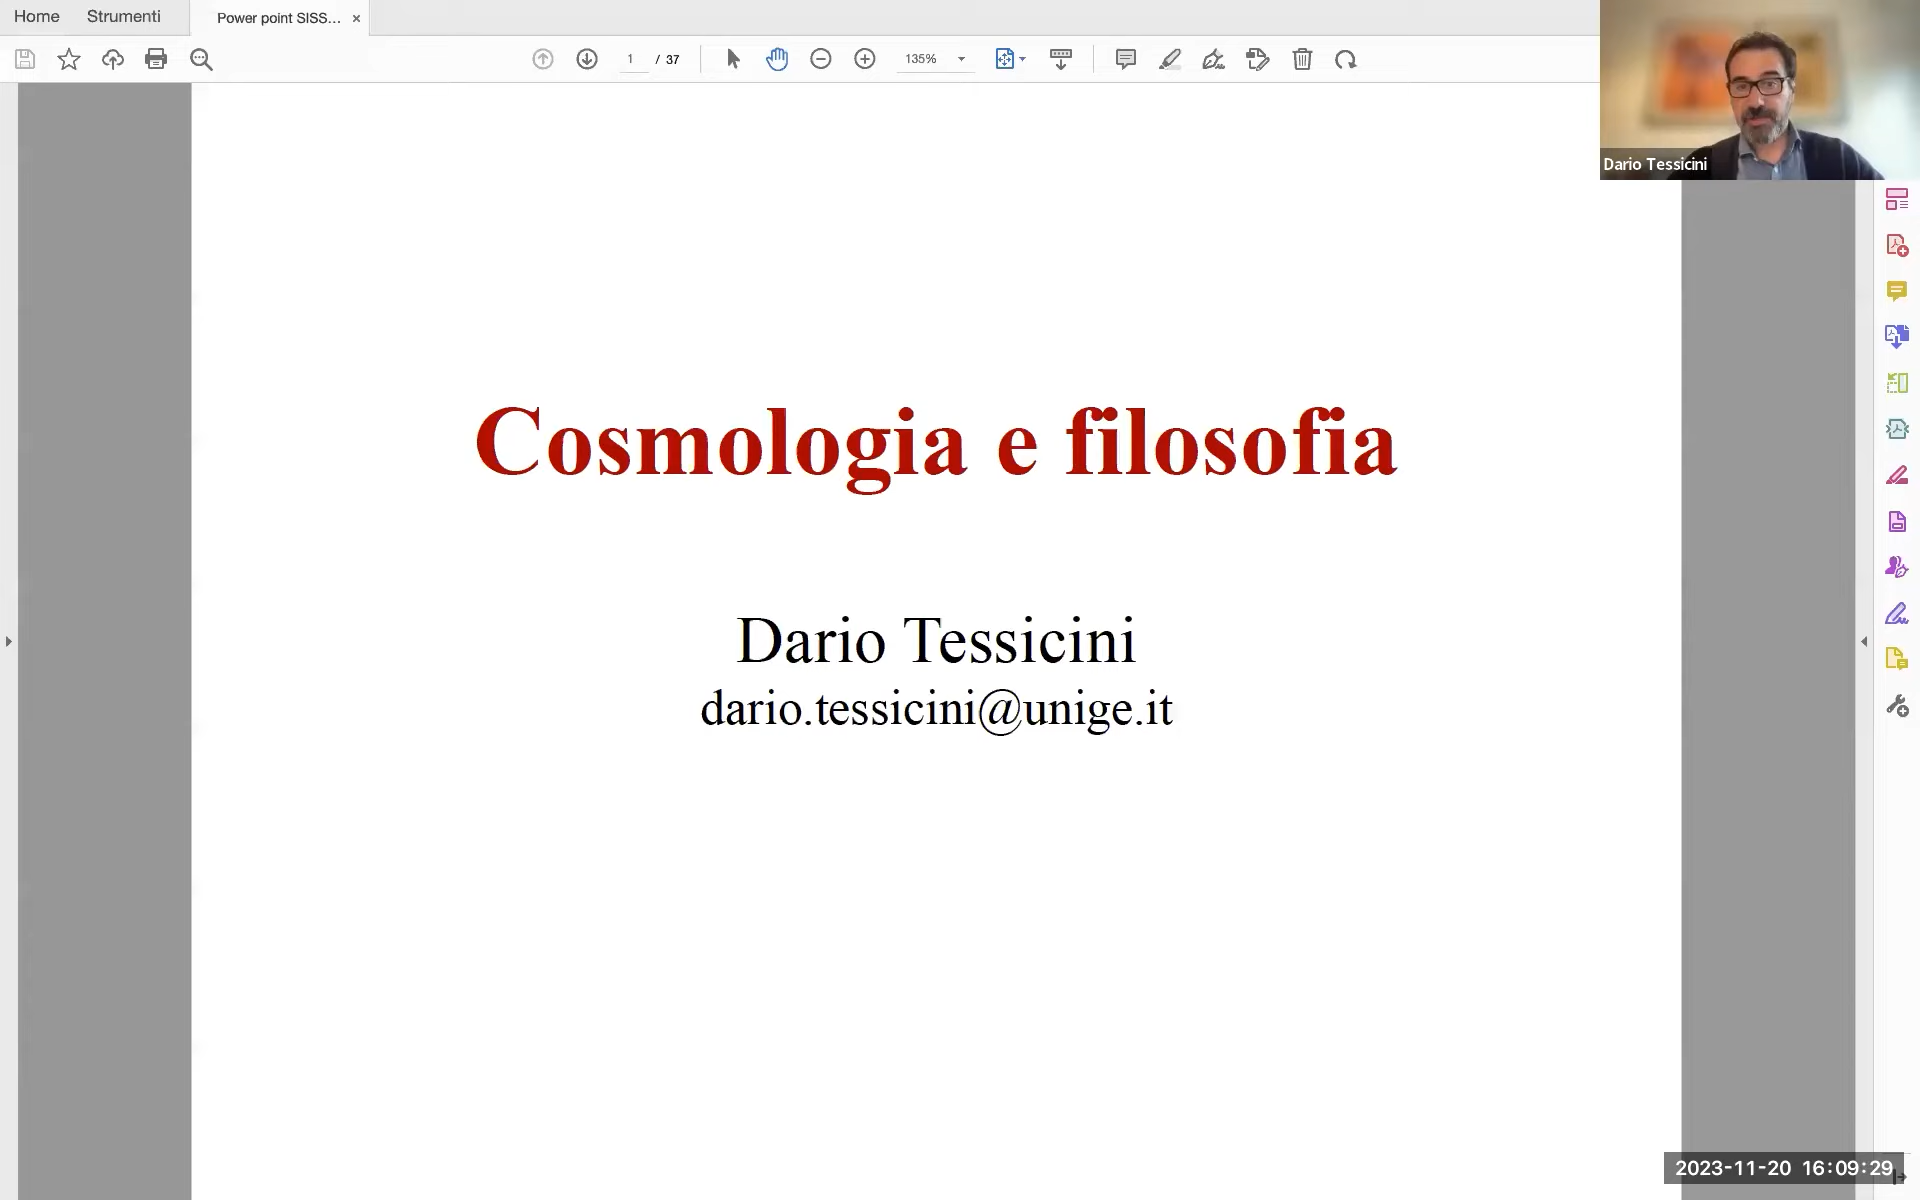 Home Strumenti Power point SISS... ×
1 / 37 135%
Dario Tessicini
Cosmologia e filosofia
Dario Tessicini
dario.tessicini@unige.it
2023-11-20 16:09:29